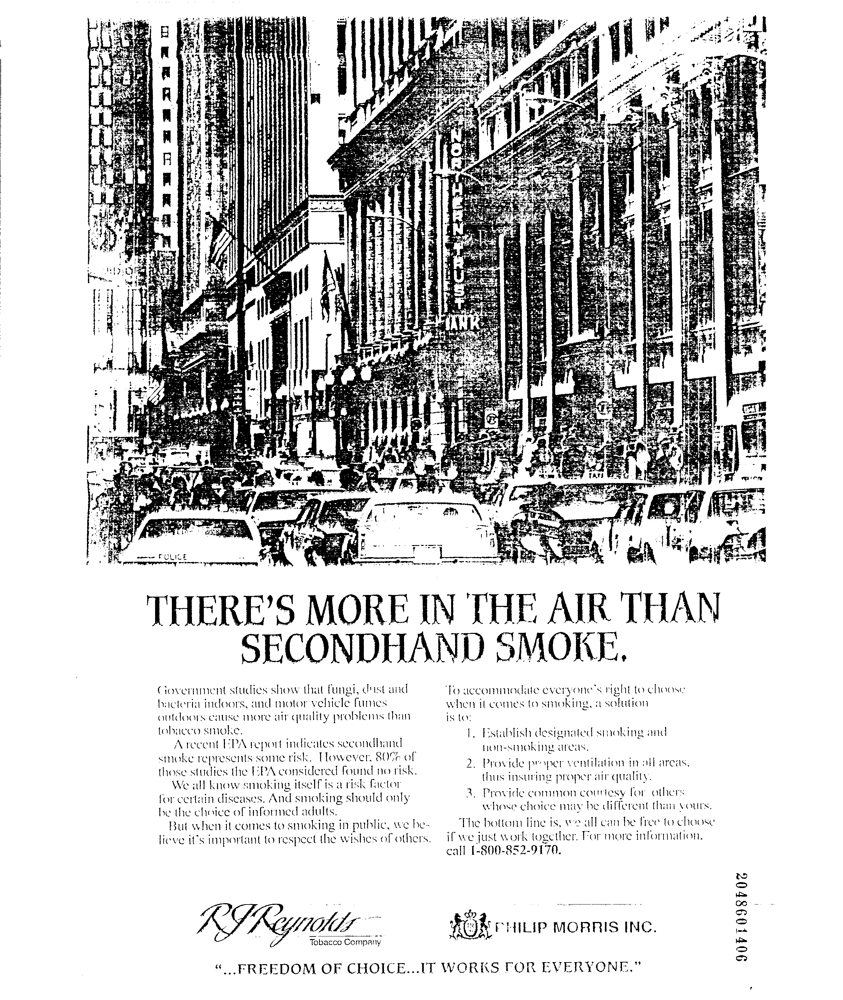 NORTHERN TRUST
BANK
POLICE
THERE'S MORE IN THE AIR THAN
SECONDHAND SMOKE.
Government studies show that fungi, dust and
bacteria indoors, and motor vehicle fumes
outdoors cause more air quality problems than
tobacco smoke.
A recent EPA report indicates secondhand
smoke represents some risk. However, 80% of
those studies the EPA considered found no risk.
We all know smoking itself is a risk factor
for certain diseases. And smoking should only
be the choice of informed adults.
But when it comes to smoking in public, we be-
lieve it's important to respect the wishes of others.
To accommodate everyone's right to choose
when it comes to smoking, a solution
is to:
1. Establish designated smoking and
non-smoking areas.
2. Provide proper ventilation in all areas,
thus insuring proper air quality.
3. Provide common courtesy for others
whose choice may be different than yours.
The bottom line is, we all can be free to choose
if we just work together. For more information,
call 1-800-852-9170.
RJReynolds
Tobacco Company
PHILIP MORRIS INC.
"...FREEDOM OF CHOICE...IT WORKS FOR EVERYONE."
2048601406